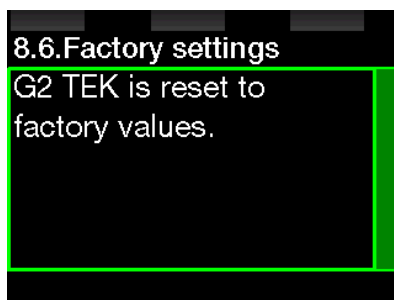 8.6.Factory settings
G2 TEK is reset to
factory values.